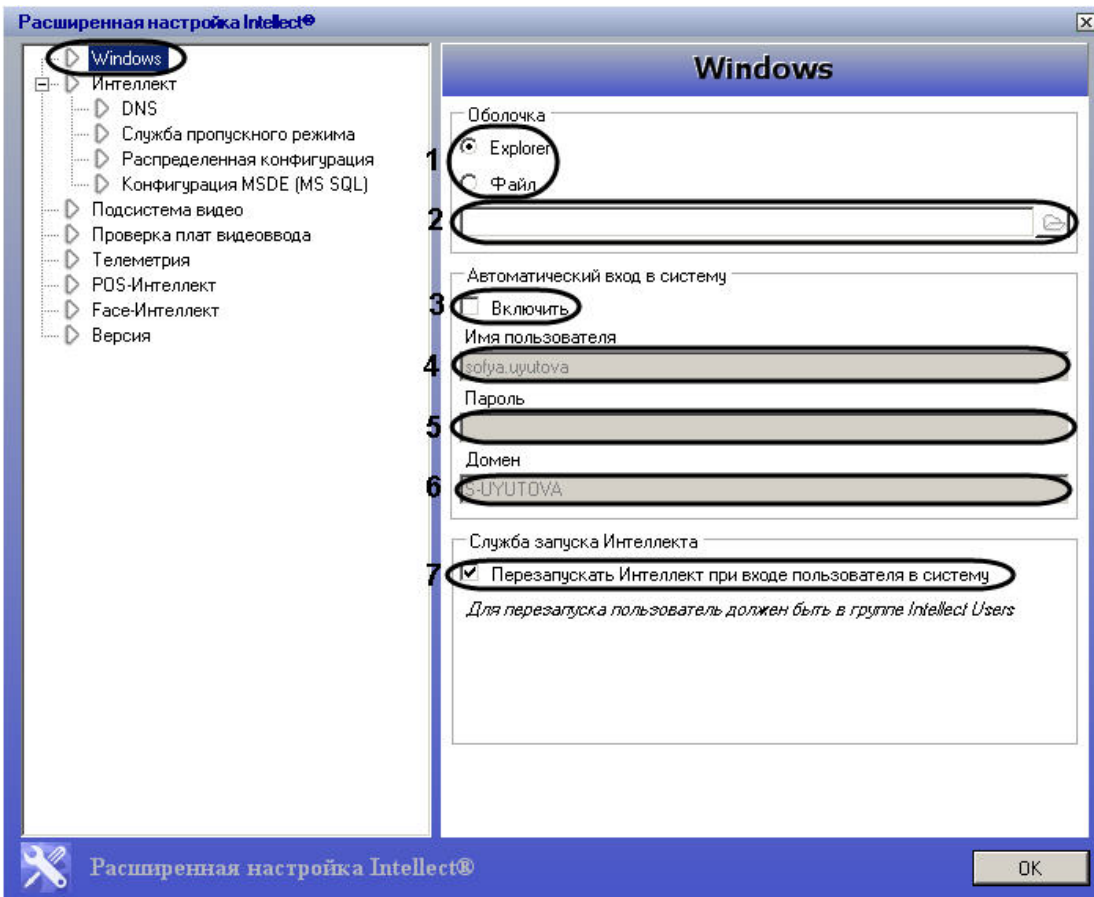 Расширенная настройка Intellect®
Windows
Интеллект
DNS
Служба пропускного режима
Распределенная конфигурация
Конфигурация MSDE (MS SQL)
Подсистема видео
Проверка плат видеоввода
Телеметрия
POS-Интеллект
Face-Интеллект
Версия
Windows
Оболочка
1 Explorer
Файл
2
Автоматический вход в систему
3 Включить
Имя пользователя
4 sofya.uyutova
Пароль
5
Домен
6 S-UYUTOVA
Служба запуска Интеллекта
7 Перезапускать Интеллект при входе пользователя в систему
Для перезапуска пользователь должен быть в группе Intellect Users
Расширенная настройка Intellect®
OK